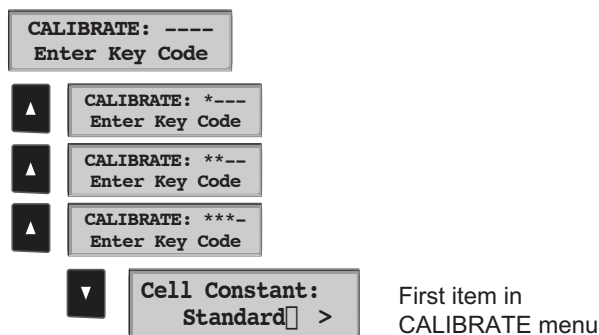 CALIBRATE: ----
Enter Key Code
CALIBRATE: *---
Enter Key Code
CALIBRATE: **--
Enter Key Code
CALIBRATE: ***-
Enter Key Code
Cell Constant:
Standard▯ >
First item in
CALIBRATE menu